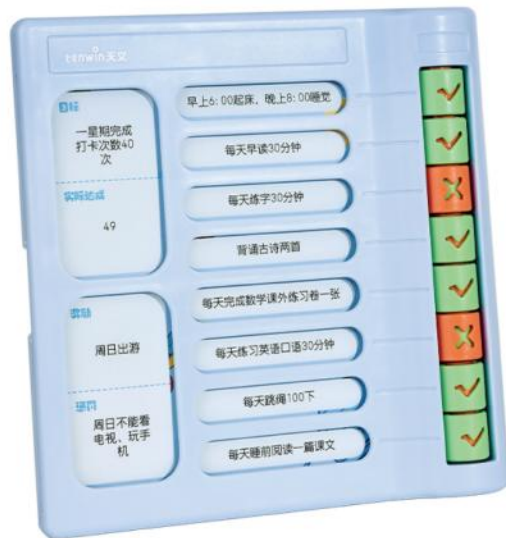 tenwin天文
目标
一星期完成
打卡次数40
次
实际达成
49
奖励
周日出游
惩罚
周日不能看
电视、玩手
机
早上6：00起床，晚上8：00睡觉
每天早读30分钟
每天练字30分钟
背诵古诗两首
每天完成数学课外练习卷一张
每天练习英语口语30分钟
每天跳绳100下
每天睡前阅读一篇课文